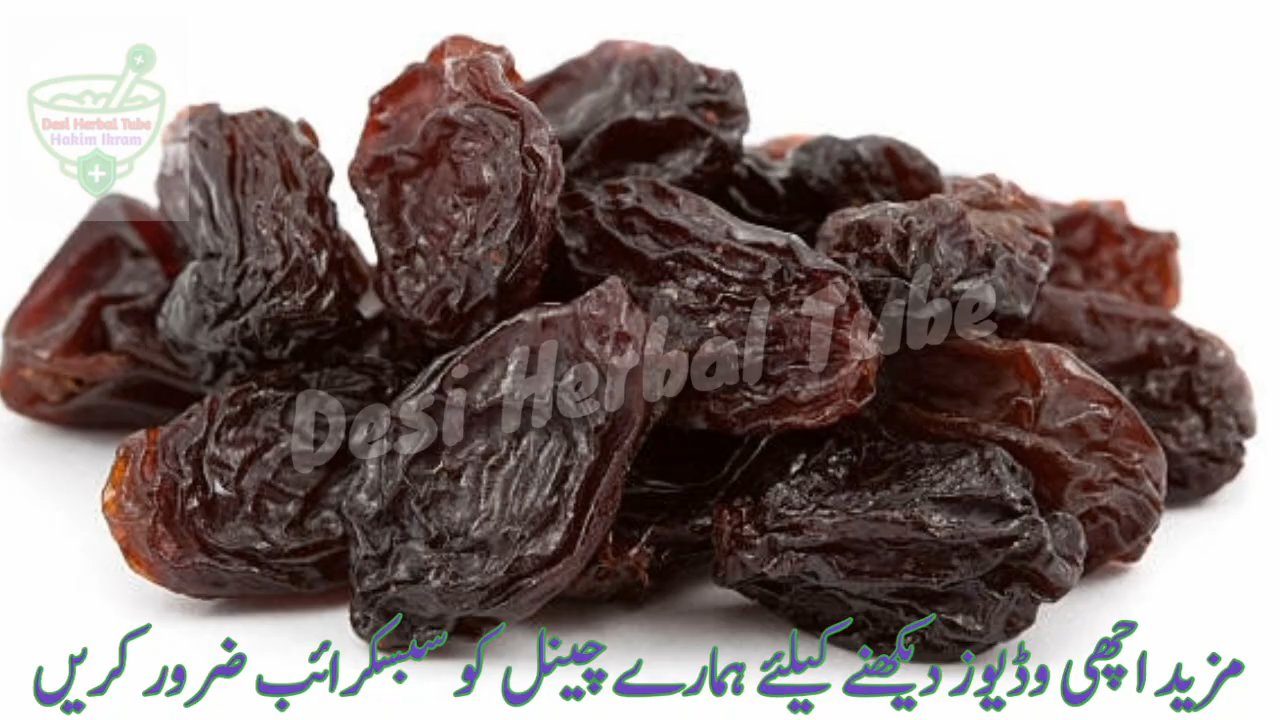 Desi Herbal Tube
Hakim Ikram
Desi Herbal Tube
مزید اچھی وڈیوز دیکھنے کیلئے ہمارے چینل کو سبسکرائب ضرور کریں